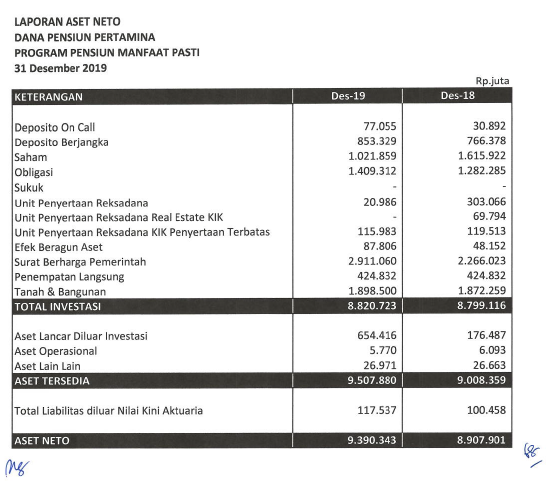 LAPORAN ASET NETO
DANA PENSIUN PERTAMINA
PROGRAM PENSIUN MANFAAT PASTI
31 Desember 2019
Rp.juta
KETERANGAN Des-19 Des-18
Deposito On Call 77.055 30.892
Deposito Berjangka 853.329 766.378
Saham 1.021.859 1.615.922
Obligasi 1.409.312 1.282.285
Sukuk - -
Unit Penyertaan Reksadana 20.986 303.066
Unit Penyertaan Reksadana Real Estate KIK - 69.794
Unit Penyertaan Reksadana KIK Penyertaan Terbatas 115.983 119.513
Efek Beragun Aset 87.806 48.152
Surat Berharga Pemerintah 2.911.060 2.266.023
Penempatan Langsung 424.832 424.832
Tanah & Bangunan 1.898.500 1.872.259
TOTAL INVESTASI 8.820.723 8.799.116
Aset Lancar Diluar Investasi 654.416 176.487
Aset Operasional 5.770 6.093
Aset Lain Lain 26.971 26.663
ASET TERSEDIA 9.507.880 9.008.359
Total Liabilitas diluar Nilai Kini Aktuaria 117.537 100.458
ASET NETO 9.390.343 8.907.901